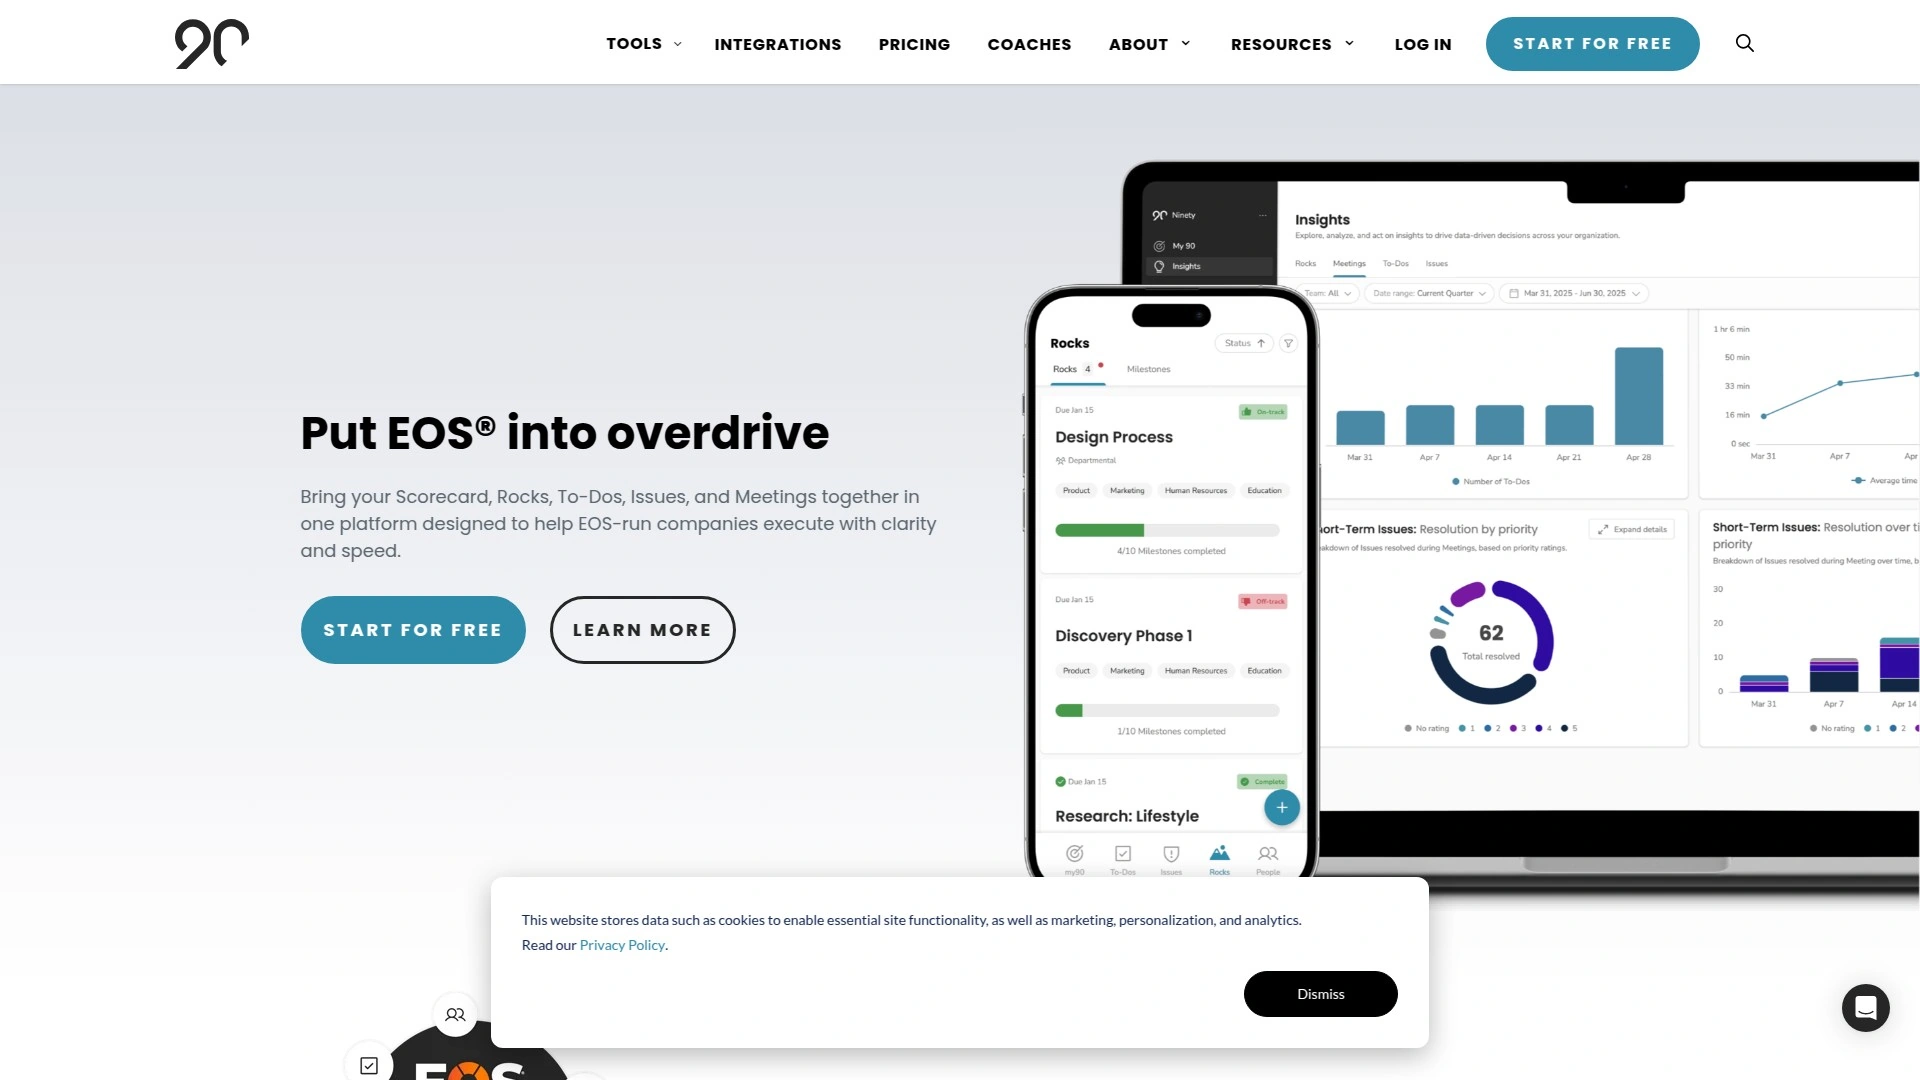 90
TOOLS
INTEGRATIONS
PRICING
COACHES
ABOUT
RESOURCES
LOG IN
START FOR FREE
Put EOS® into overdrive
Bring your Scorecard, Rocks, To-Dos, Issues, and Meetings together in
one platform designed to help EOS-run companies execute with clarity
and speed.
START FOR FREE
LEARN MORE
90 Ninety
My 90
Insights
Insights
Explore, analyze, and act on insights to drive data-driven decisions across your organization.
Rocks Meetings To-Dos Issues
Team: All
Date range: Current Quarter
Mar 31, 2025 - Jun 30, 2025
Mar 31 Apr 7 Apr 14 Apr 21 Apr 28
Number of To-Dos
1 hr 6 min
50 min
33 min
16 min
0 sec
Mar 31 Apr 7 Apr
Average time
Issues: Resolution by priority
Expand details
of Issues resolved during Meetings, based on priority ratings.
62
Total resolved
No rating 1 2 3 4 5
Short-Term Issues: Resolution over
priority
Breakdown of Issues resolved during Meeting over time,
30
20
10
0
Mar 31 Apr 7 Apr 14
No rating 1 2
Rocks
Status
Rocks 4 Milestones
Due Jan 15
On-track
Design Process
Departmental
Product Marketing Human Resources Education
4/10 Milestones completed
Due Jan 15
Off-track
Discovery Phase 1
Product Marketing Human Resources Education
1/10 Milestones completed
Due Jan 15
Complete
Research: Lifestyle
+
my90 To-Dos Issues Rocks People
This website stores data such as cookies to enable essential site functionality, as well as marketing, personalization, and analytics.
Read our Privacy Policy.
Dismiss
EOS